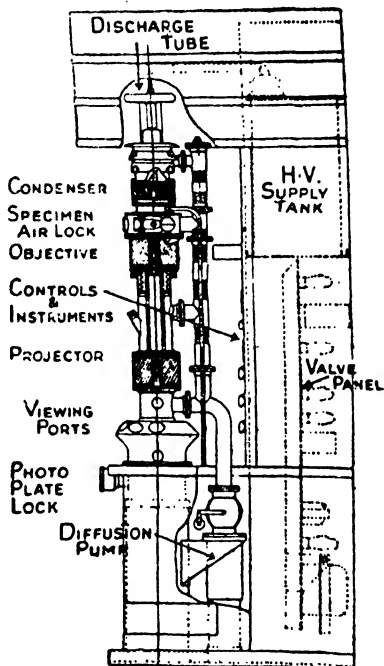 DISCHARGE
TUBE
H.V.
SUPPLY
TANK
CONDENSER
SPECIMEN
AIR LOCK
OBJECTIVE
CONTROLS
&
INSTRUMENTS
PROJECTOR
VALVE
PANEL
VIEWING
PORTS
PHOTO
PLATE
LOCK
DIFFUSION
PUMP